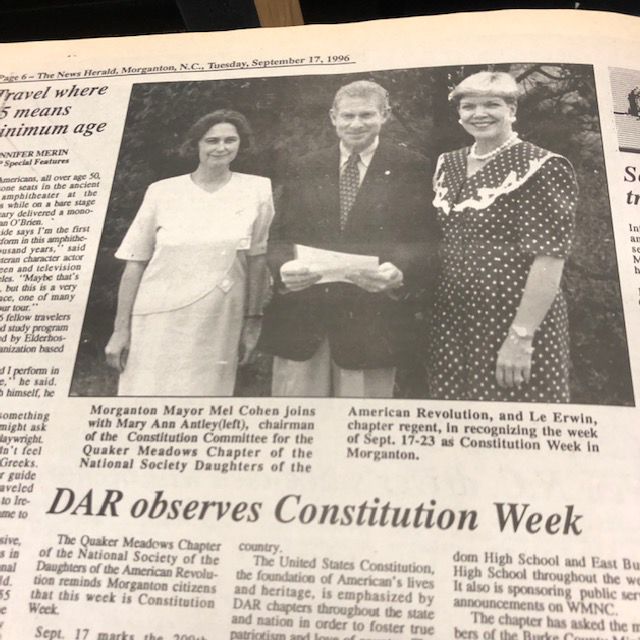 Page 6 – The News Herald, Morganton, N.C., Tuesday, September 17, 1996
Travel where
5 means
inimum age
NNIFER MERIN
Special Features
Americans, all over age 50,
one seats in the ancient
amphitheater at the
s while on a bare stage
ary delivered a mono-
an O'Brien.
ide says I'm the first
form in this amphithe-
ousand years," said
teran character actor
een and television
les. "Maybe that's
, but this is a very
nce, one of many
ur tour."
6 fellow travelers
d study program
ed by Elderhos-
anization based
d I perform in
e," he said.
h himself, he
something
might ask
laywright.
dn't feel
Greeks.
r guide
aveled
to Ire-
me to
sive,
s in
nal
d.
55
Morganton Mayor Mel Cohen joins
with Mary Ann Antley(left), chairman
of the Constitution Committee for the
Quaker Meadows Chapter of the
National Society Daughters of the
American Revolution, and Le Erwin,
chapter regent, in recognizing the week
of Sept. 17-23 as Constitution Week in
Morganton.
DAR observes Constitution Week
The Quaker Meadows Chapter
of the National Society of the
Daughters of the American Revolu-
tion reminds Morganton citizens
that this week is Constitution
Week.
Sept. 17 marks the 209th
country.
The United States Constitution,
the foundation of American's lives
and heritage, is emphasized by
DAR chapters throughout the state
and nation in order to foster true
patriotism and love of country. The
dom High School and East Bu
High School throughout the w
It also is sponsoring public ser
announcements on WMNC.
The chapter has asked the m
bers of the Burke County M